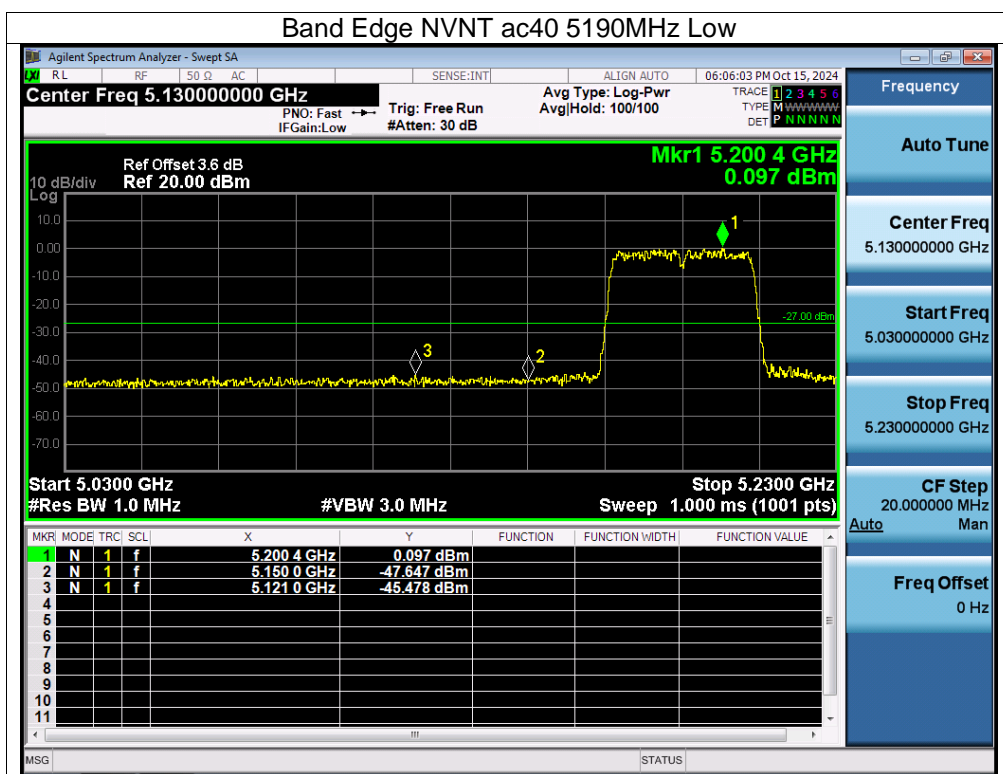 Band Edge NVNT ac40 5190MHz Low
Agilent Spectrum Analyzer - Swept SA
LXI RL RF 50 Ω AC SENSE:INT ALIGN AUTO 06:06:03 PM Oct 15, 2024
Center Freq 5.130000000 GHz
PNO: Fast
IFGain:Low
Trig: Free Run
#Atten: 30 dB
Avg Type: Log-Pwr
Avg|Hold: 100/100
TRACE 1 2 3 4 5 6
TYPE M WWWWW
DET P N N N N N
Ref Offset 3.6 dB
10 dB/div Ref 20.00 dBm
Log
Mkr1 5.200 4 GHz
0.097 dBm
10.0
0.00
-10.0
-20.0
-30.0
-40.0
-50.0
-60.0
-70.0
1
-27.00 dBm
3
2
Start 5.0300 GHz Stop 5.2300 GHz
#Res BW 1.0 MHz #VBW 3.0 MHz Sweep 1.000 ms (1001 pts)
MKR MODE TRC SCL X Y FUNCTION FUNCTION WIDTH FUNCTION VALUE
1 N 1 f 5.200 4 GHz 0.097 dBm
2 N 1 f 5.150 0 GHz -47.647 dBm
3 N 1 f 5.121 0 GHz -45.478 dBm
4
5
6
7
8
9
10
11
MSG STATUS
Frequency
Auto Tune
Center Freq
5.130000000 GHz
Start Freq
5.030000000 GHz
Stop Freq
5.230000000 GHz
CF Step
20.000000 MHz
Auto Man
Freq Offset
0 Hz